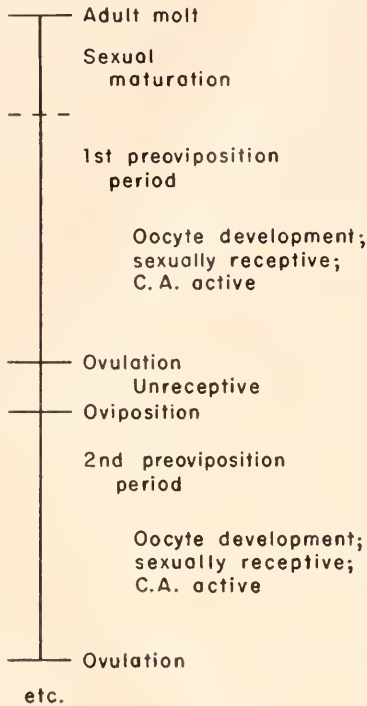 Adult molt
Sexual
maturation
1st preoviposition
period
Oocyte development;
sexually receptive;
C.A. active
Ovulation
Unreceptive
Oviposition
2nd preoviposition
period
Oocyte development;
sexually receptive;
C.A. active
Ovulation
etc.